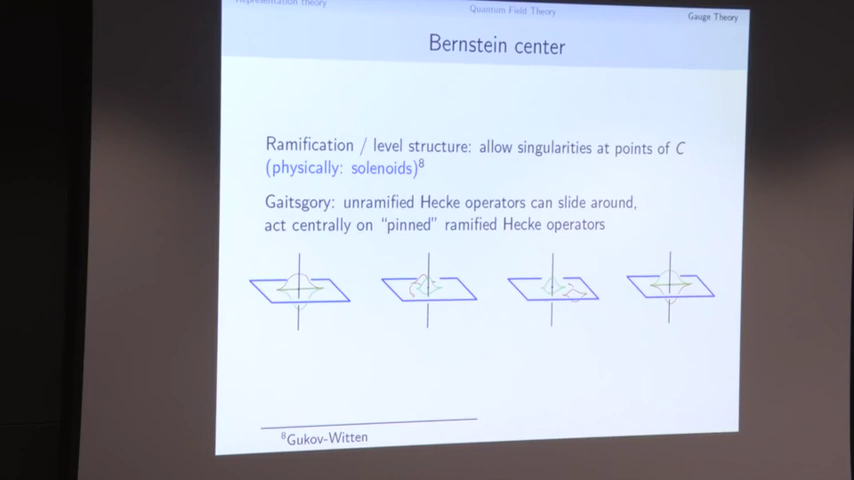 Representation theory
Quantum Field Theory
Gauge Theory
Bernstein center
Ramification / level structure: allow singularities at points of C
(physically: solenoids)⁸
Gaitsgory: unramified Hecke operators can slide around,
act centrally on “pinned” ramified Hecke operators
⁸Gukov-Witten